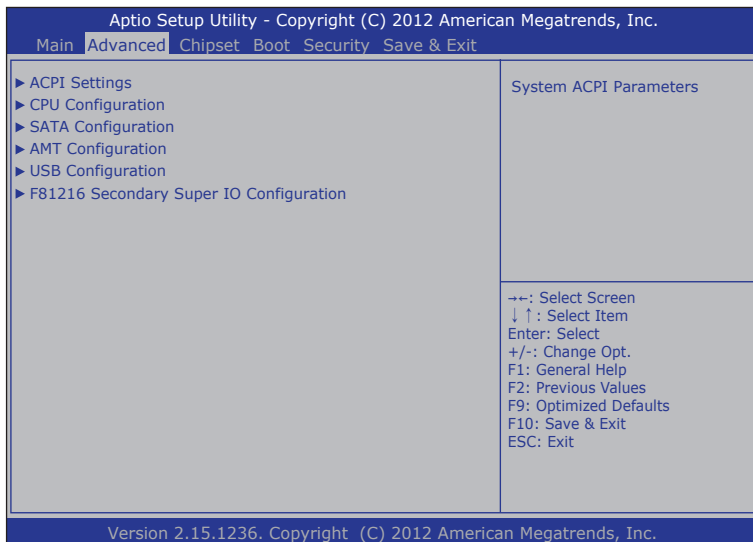 Aptio Setup Utility - Copyright (C) 2012 American Megatrends, Inc.
Main Advanced Chipset Boot Security Save & Exit
► ACPI Settings
► CPU Configuration
► SATA Configuration
► AMT Configuration
► USB Configuration
► F81216 Secondary Super IO Configuration
System ACPI Parameters
→←: Select Screen
↓↑: Select Item
Enter: Select
+/-: Change Opt.
F1: General Help
F2: Previous Values
F9: Optimized Defaults
F10: Save & Exit
ESC: Exit
Version 2.15.1236. Copyright (C) 2012 American Megatrends, Inc.